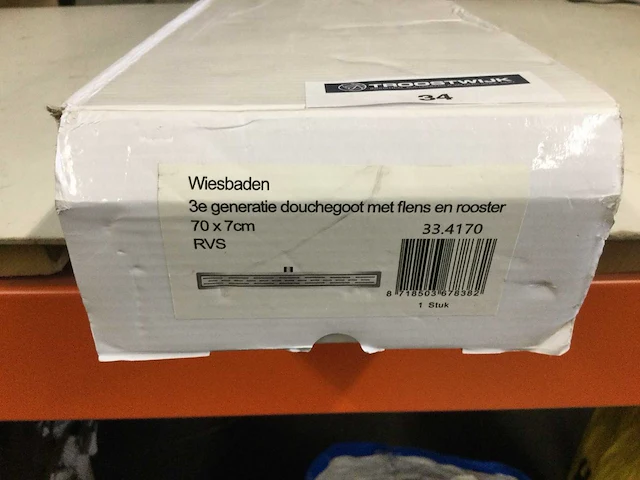 TROOSTWIJK
34
Wiesbaden
3e generatie douchegoot met flens en rooster
70 x 7cm
33.4170
RVS
8 718503 678382
1 Stuk